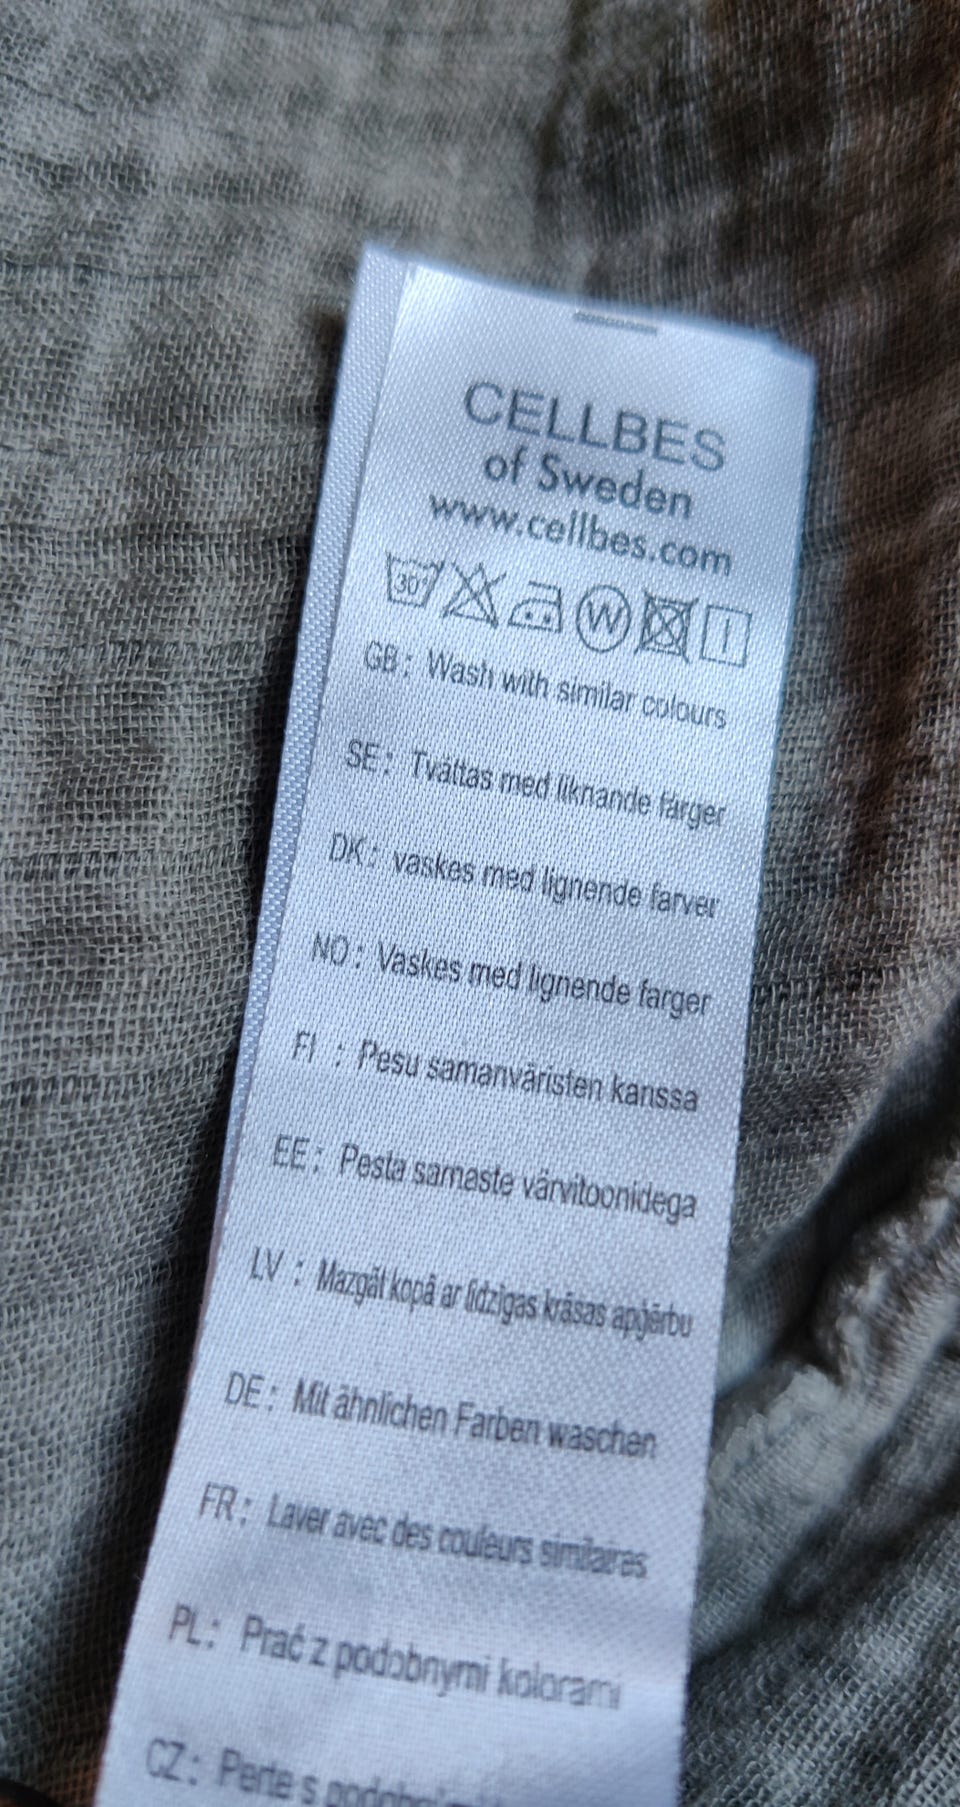 CELLBES
of Sweden
www.cellbes.com
30° W
GB: Wash with similar colours
SE: Tvättas med liknande färger
DK: vaskes med lignende farver
NO: Vaskes med lignende farger
FI : Pesu samanväristen kanssa
EE: Pesta samaste värvitoonidega
LV : Mazgāt kopā ar līdzīgas krāsas apģērbu
DE: Mit ähnlichen Farben waschen
FR: Laver avec des couleurs similaires
PL: Prać z podobnymi kolorami
CZ: Perte s